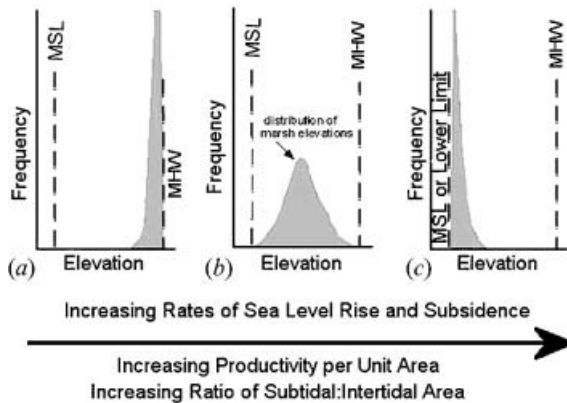 MSL
MHW
Frequency
Elevation
(a)
MSL
MHW
distribution of
marsh elevations
Frequency
Elevation
(b)
MSL or Lower Limit
MHW
Frequency
Elevation
(c)
Increasing Rates of Sea Level Rise and Subsidence
Increasing Productivity per Unit Area
Increasing Ratio of Subtidal:Intertidal Area